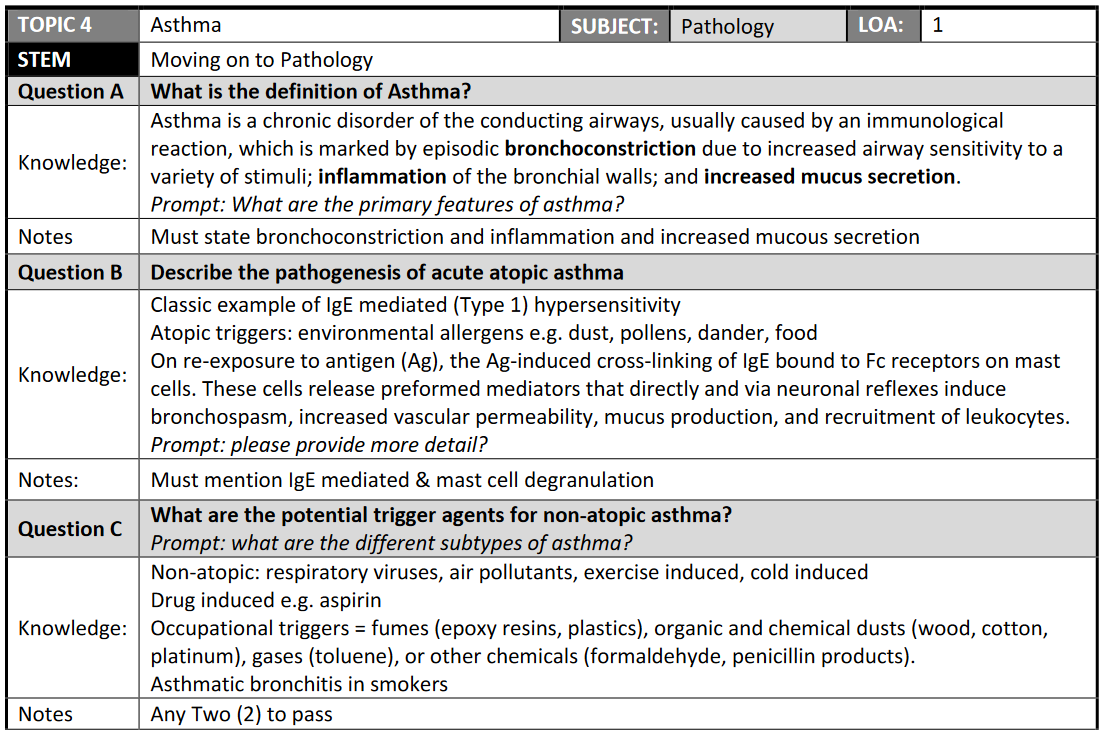 TOPIC 4 Asthma SUBJECT: Pathology LOA: 1
STEM Moving on to Pathology
Question A What is the definition of Asthma?
Asthma is a chronic disorder of the conducting airways, usually caused by an immunological
reaction, which is marked by episodic bronchoconstriction due to increased airway sensitivity to a
Knowledge: variety of stimuli; inflammation of the bronchial walls; and increased mucus secretion.
Prompt: What are the primary features of asthma?
Notes Must state bronchoconstriction and inflammation and increased mucous secretion
Question B Describe the pathogenesis of acute atopic asthma
Classic example of IgE mediated (Type 1) hypersensitivity
Atopic triggers: environmental allergens e.g. dust, pollens, dander, food
On re-exposure to antigen (Ag), the Ag-induced cross-linking of IgE bound to Fc receptors on mast
Knowledge: cells. These cells release preformed mediators that directly and via neuronal reflexes induce
bronchospasm, increased vascular permeability, mucus production, and recruitment of leukocytes.
Prompt: please provide more detail?
Notes: Must mention IgE mediated & mast cell degranulation
Question C What are the potential trigger agents for non-atopic asthma?
Prompt: what are the different subtypes of asthma?
Non-atopic: respiratory viruses, air pollutants, exercise induced, cold induced
Drug induced e.g. aspirin
Knowledge: Occupational triggers = fumes (epoxy resins, plastics), organic and chemical dusts (wood, cotton,
platinum), gases (toluene), or other chemicals (formaldehyde, penicillin products).
Asthmatic bronchitis in smokers
Notes Any Two (2) to pass